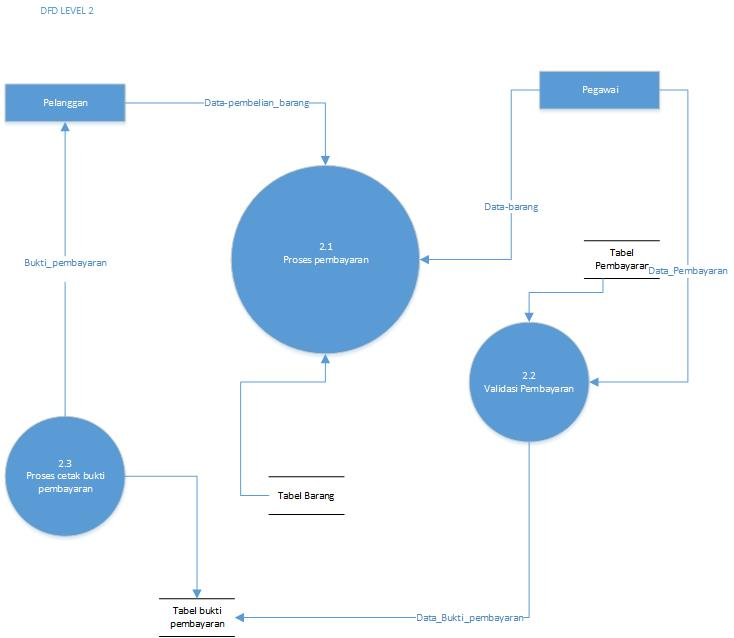 DFD LEVEL 2
Pelanggan
Data-pembelian_barang
Pegawai
Data-barang
2.1
Proses pembayaran
Tabel
Pembayaran
Data_Pembayaran
Bukti_pembayaran
2.2
Validasi Pembayaran
2.3
Proses cetak bukti
pembayaran
Tabel Barang
Tabel bukti
pembayaran
Data_Bukti_pembayaran